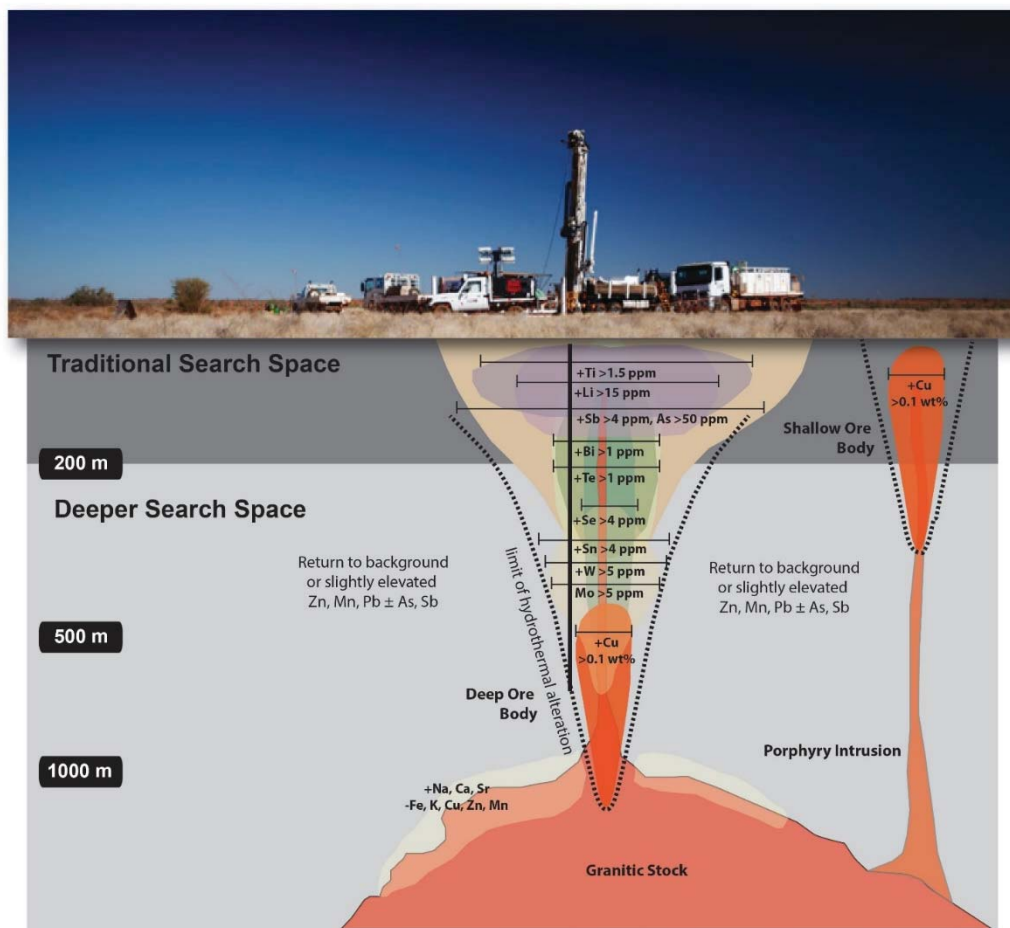 Traditional Search Space
+Ti >1.5 ppm
+Li >15 ppm
+Sb >4 ppm, As >50 ppm
+Cu
>0.1 wt%
Shallow Ore
Body
+Bi >1 ppm
200 m
+Te >1 ppm
Deeper Search Space
+Se >4 ppm
+Sn >4 ppm
Return to background
or slightly elevated
Zn, Mn, Pb ± As, Sb
+W >5 ppm
Mo >5 ppm
Return to background
or slightly elevated
Zn, Mn, Pb ± As, Sb
limit of hydrothermal alteration
500 m
+Cu
>0.1 wt%
Deep Ore
Body
Porphyry Intrusion
1000 m
+Na, Ca, Sr
-Fe, K, Cu, Zn, Mn
Granitic Stock